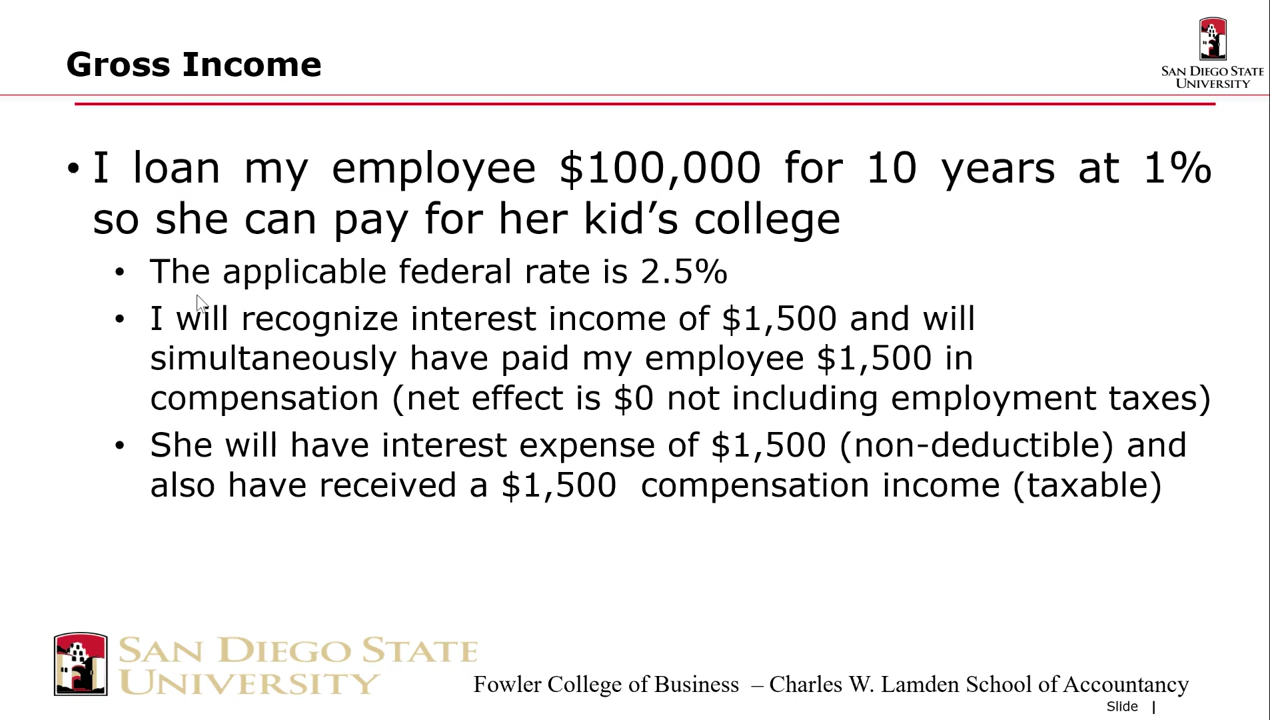 Gross Income
SAN DIEGO STATE
UNIVERSITY
• I loan my employee $100,000 for 10 years at 1%
so she can pay for her kid’s college
• The applicable federal rate is 2.5%
• I will recognize interest income of $1,500 and will
simultaneously have paid my employee $1,500 in
compensation (net effect is $0 not including employment taxes)
• She will have interest expense of $1,500 (non-deductible) and
also have received a $1,500 compensation income (taxable)
SAN DIEGO STATE
UNIVERSITY
Fowler College of Business – Charles W. Lamden School of Accountancy
Slide |